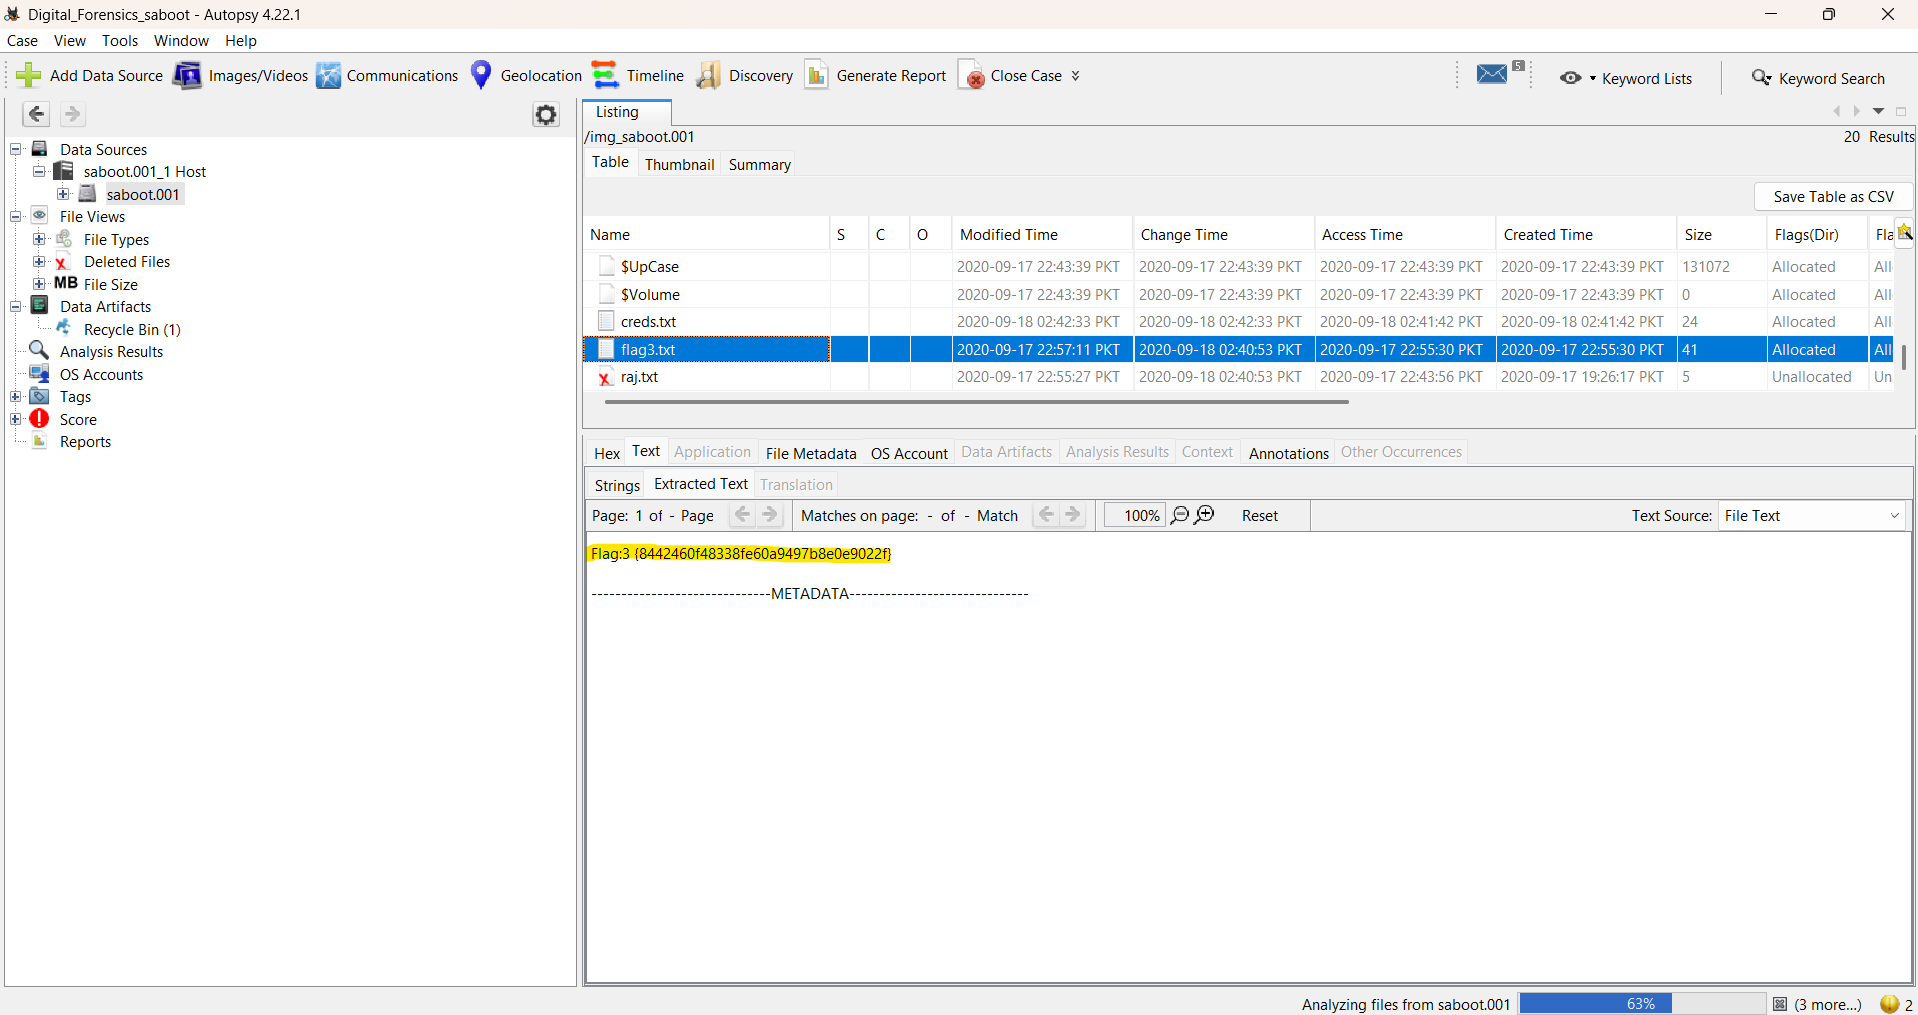 Digital_Forensics_saboot - Autopsy 4.22.1
Case View Tools Window Help
Add Data Source Images/Videos Communications Geolocation Timeline Discovery Generate Report Close Case 5 Keyword Lists Keyword Search
Data Sources
saboot.001_1 Host
saboot.001
File Views
File Types
Deleted Files
MB File Size
Data Artifacts
Recycle Bin (1)
Analysis Results
OS Accounts
Tags
Score
Reports
Listing
/img_saboot.001 20 Results
Table Thumbnail Summary
Save Table as CSV
Name S C O Modified Time Change Time Access Time Created Time Size Flags(Dir) Fla
$UpCase 2020-09-17 22:43:39 PKT 2020-09-17 22:43:39 PKT 2020-09-17 22:43:39 PKT 2020-09-17 22:43:39 PKT 131072 Allocated All
$Volume 2020-09-17 22:43:39 PKT 2020-09-17 22:43:39 PKT 2020-09-17 22:43:39 PKT 2020-09-17 22:43:39 PKT 0 Allocated All
creds.txt 2020-09-18 02:42:33 PKT 2020-09-18 02:42:33 PKT 2020-09-18 02:41:42 PKT 2020-09-18 02:41:42 PKT 24 Allocated All
flag3.txt 2020-09-17 22:57:11 PKT 2020-09-18 02:40:53 PKT 2020-09-17 22:55:30 PKT 2020-09-17 22:55:30 PKT 41 Allocated All
raj.txt 2020-09-17 22:55:27 PKT 2020-09-18 02:40:53 PKT 2020-09-17 22:43:56 PKT 2020-09-17 19:26:17 PKT 5 Unallocated Un
Hex Text Application File Metadata OS Account Data Artifacts Analysis Results Context Annotations Other Occurrences
Strings Extracted Text Translation
Page: 1 of - Page Matches on page: - of - Match 100% Reset Text Source: File Text
Flag:3 {8442460f48338fe60a9497b8e0e9022f}
------------------------------METADATA------------------------------
Analyzing files from saboot.001 63% (3 more...) 2